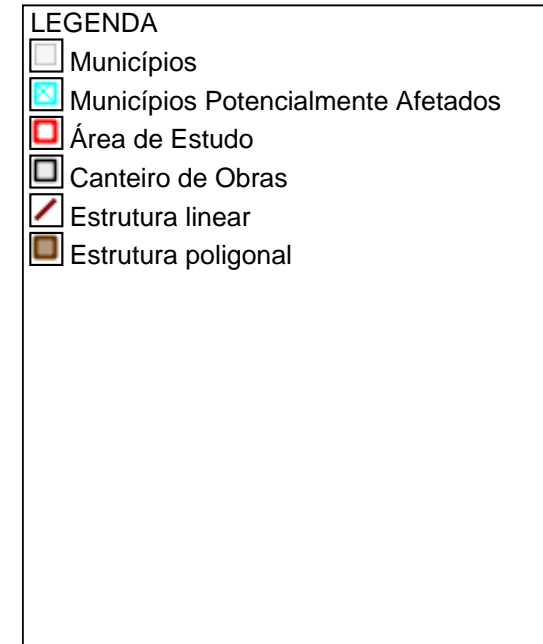 LEGENDA
Municípios
Municípios Potencialmente Afetados
Área de Estudo
Canteiro de Obras
Estrutura linear
Estrutura poligonal